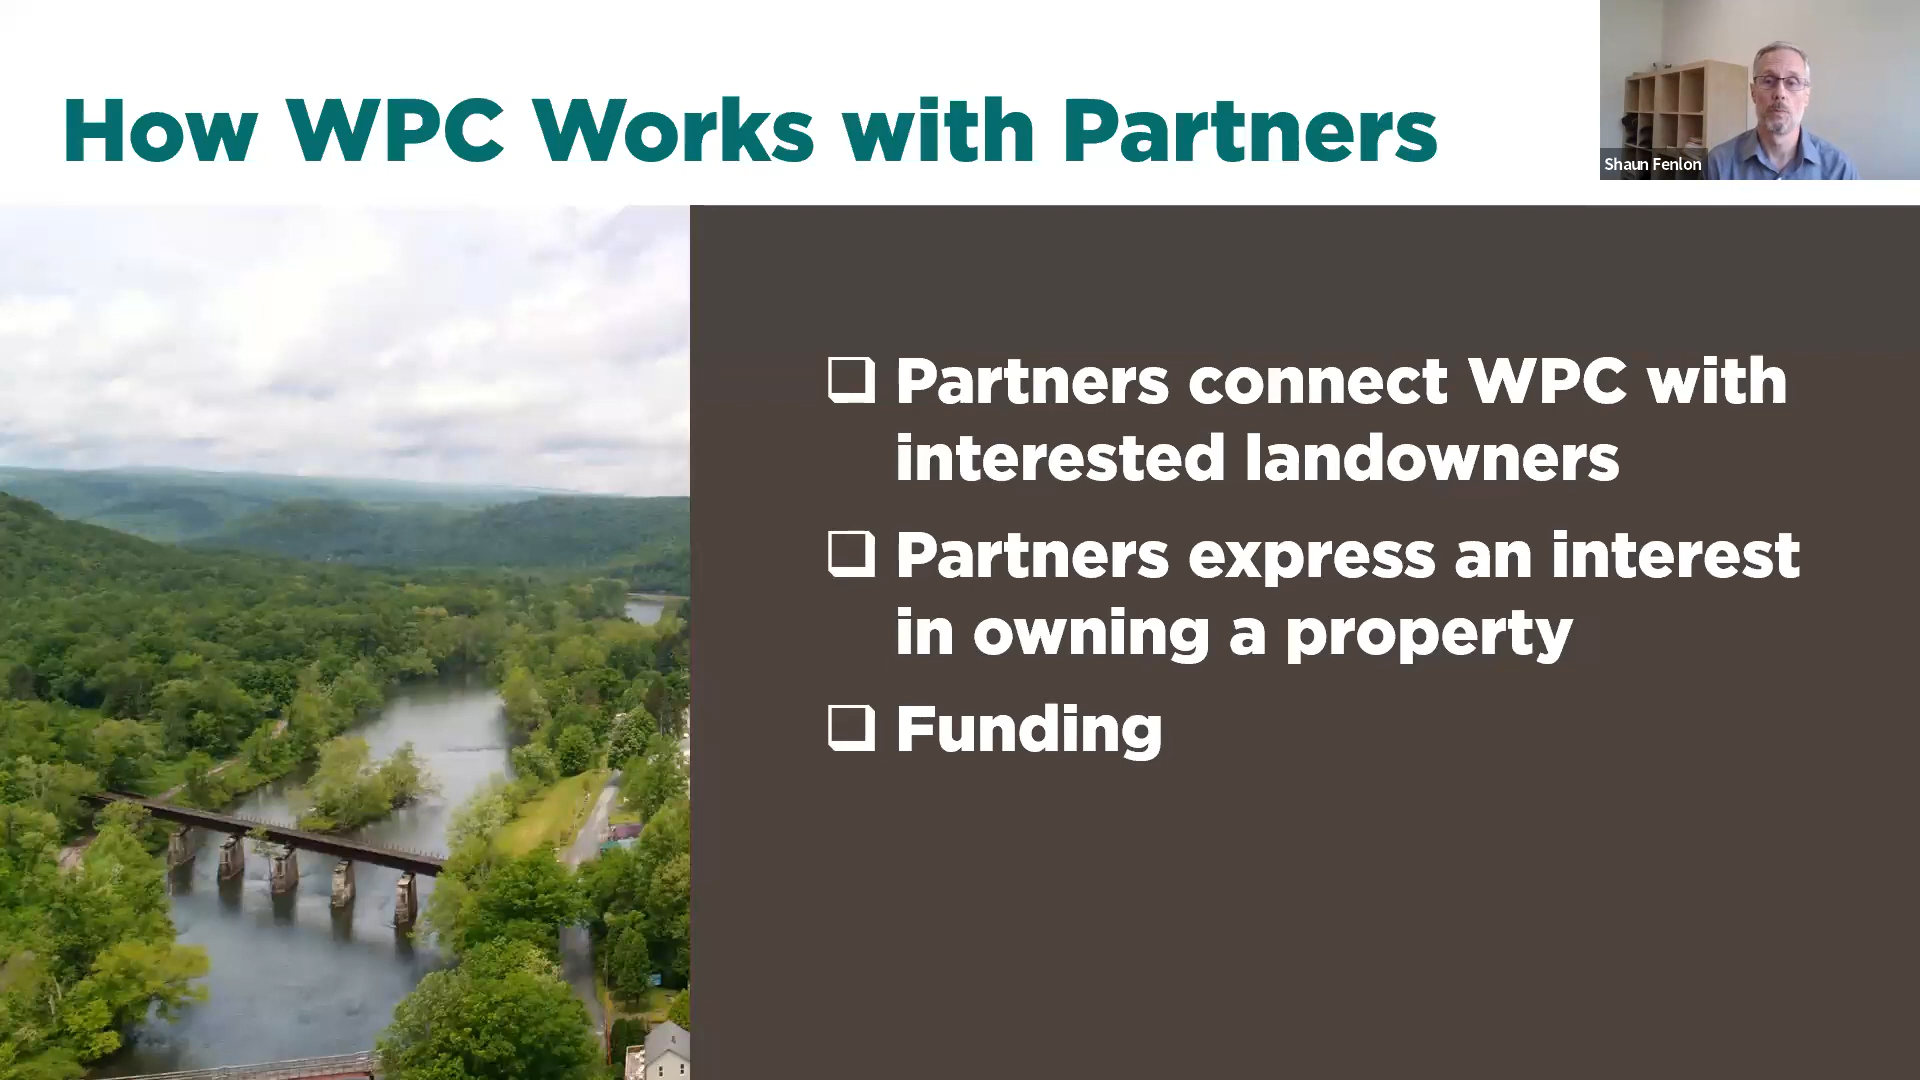 How WPC Works with Partners
Shaun Fenlon
❑ Partners connect WPC with
interested landowners
❑ Partners express an interest
in owning a property
❑ Funding